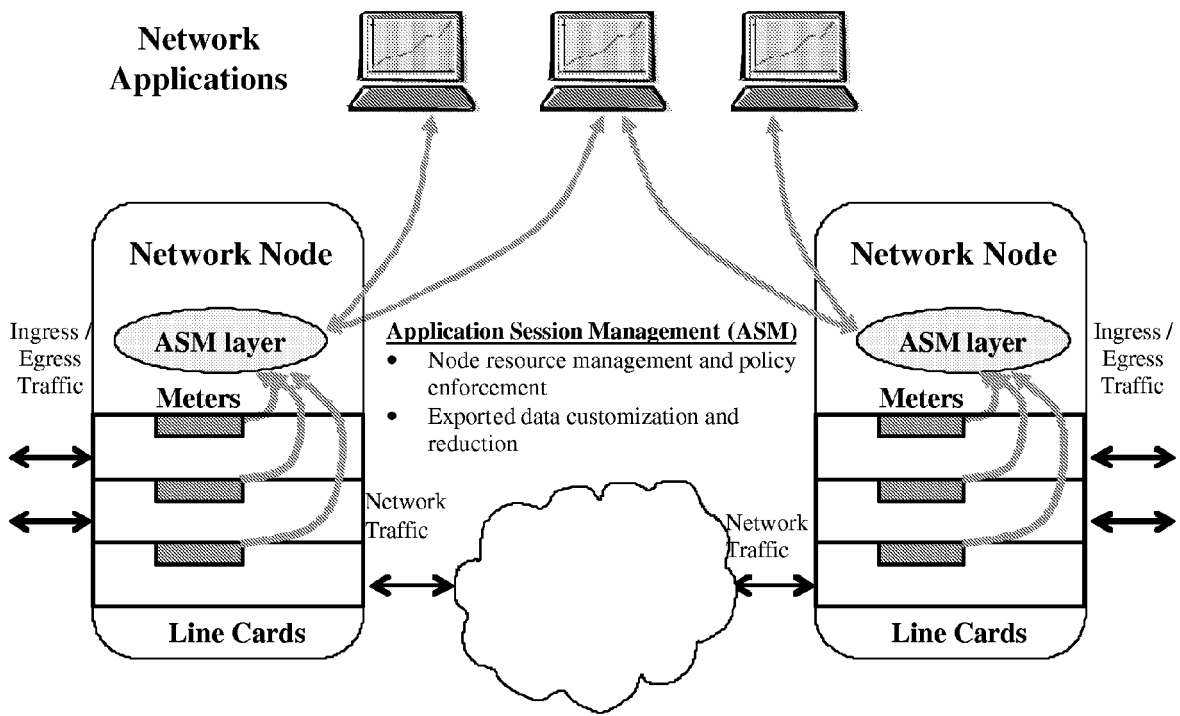 Network
Applications
Network Node
Network Node
Ingress /
Egress
Traffic
ASM layer
Application Session Management (ASM)
• Node resource management and policy
enforcement
• Exported data customization and
reduction
ASM layer
Ingress /
Egress
Traffic
Meters
Meters
Network
Traffic
Network
Traffic
Line Cards
Line Cards